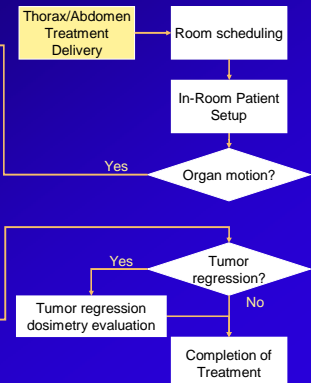 Thorax/Abdomen
Treatment
Delivery
Room scheduling
In-Room Patient
Setup
Yes
Organ motion?
Yes
Tumor
regression?
No
Tumor regression
dosimetry evaluation
Completion of
Treatment